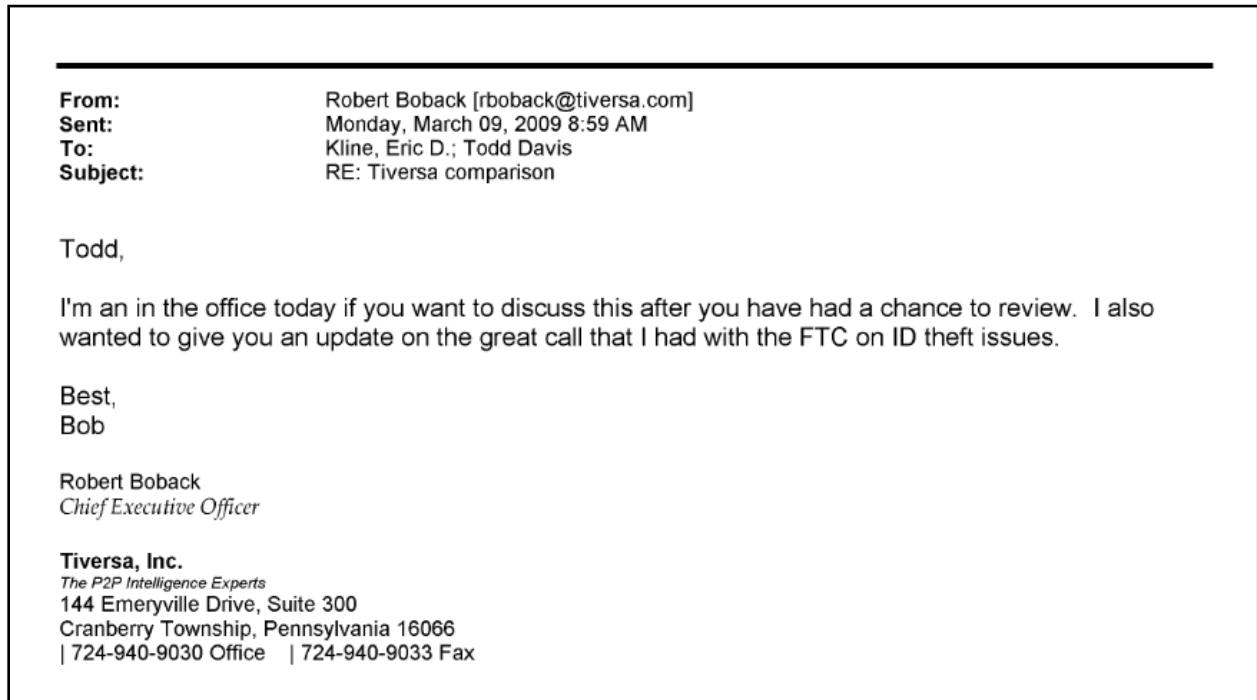 From: Robert Boback [rboback@tiversa.com]
Sent: Monday, March 09, 2009 8:59 AM
To: Kline, Eric D.; Todd Davis
Subject: RE: Tiversa comparison
Todd,
I'm an in the office today if you want to discuss this after you have had a chance to review. I also
wanted to give you an update on the great call that I had with the FTC on ID theft issues.
Best,
Bob
Robert Boback
Chief Executive Officer
Tiversa, Inc.
The P2P Intelligence Experts
144 Emeryville Drive, Suite 300
Cranberry Township, Pennsylvania 16066
| 724-940-9030 Office | 724-940-9033 Fax